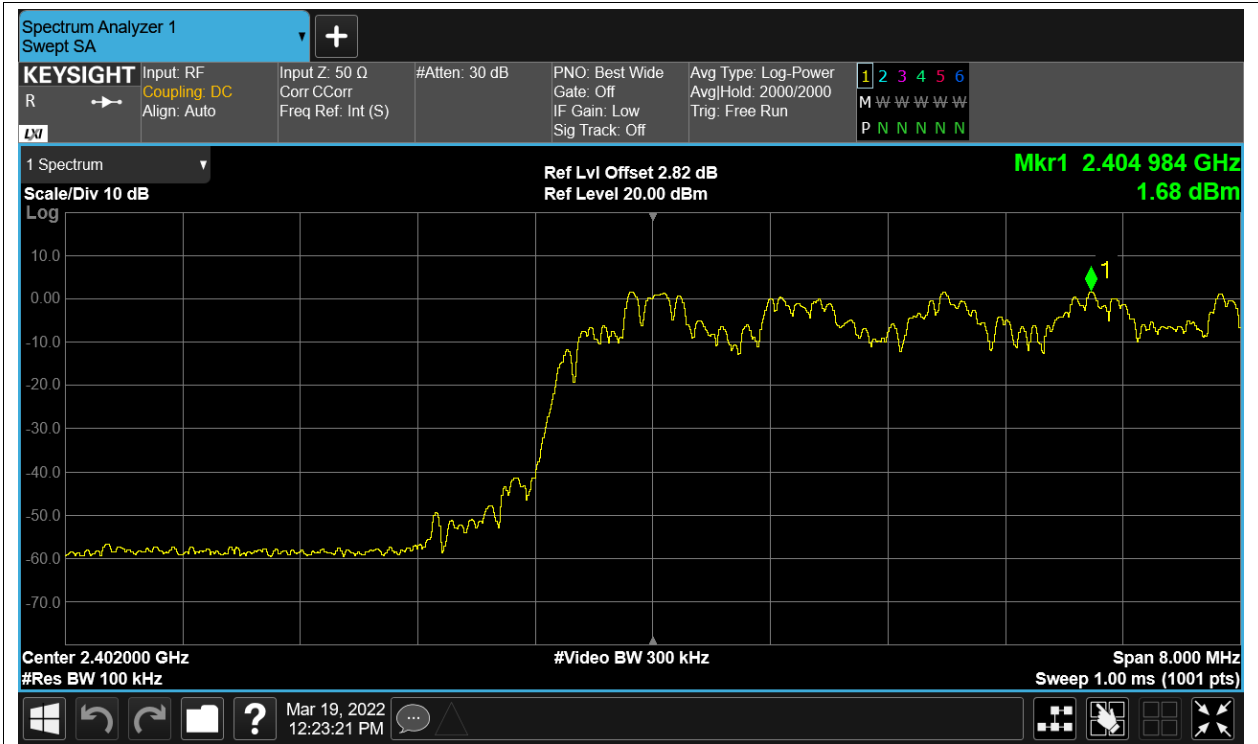 Spectrum Analyzer 1
Swept SA
+
KEYSIGHT
R
LXI
Input: RF
Coupling: DC
Align: Auto
Input Z: 50 Ω
Corr CCorr
Freq Ref: Int (S)
#Atten: 30 dB
PNO: Best Wide
Gate: Off
IF Gain: Low
Sig Track: Off
Avg Type: Log-Power
Avg|Hold: 2000/2000
Trig: Free Run
1 2 3 4 5 6
M W W W W W
P N N N N N
1 Spectrum
Scale/Div 10 dB
Log
Ref Lvl Offset 2.82 dB
Ref Level 20.00 dBm
Mkr1 2.404 984 GHz
1.68 dBm
10.0
0.00
-10.0
-20.0
-30.0
-40.0
-50.0
-60.0
-70.0
1
Center 2.402000 GHz
#Res BW 100 kHz
#Video BW 300 kHz
Span 8.000 MHz
Sweep 1.00 ms (1001 pts)
?
Mar 19, 2022
12:23:21 PM